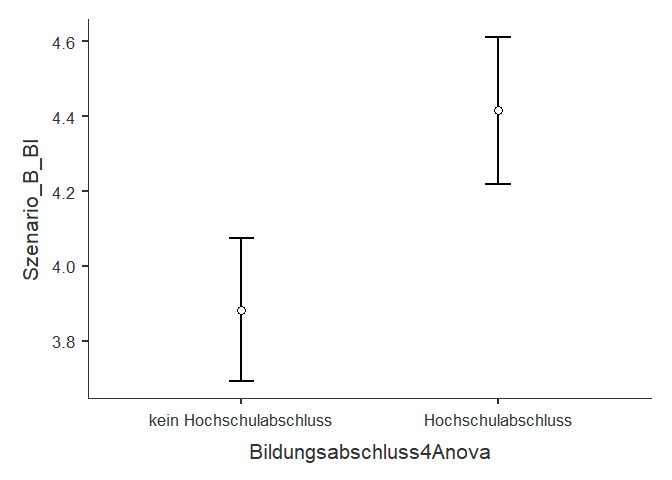 Szenario_B_BI
4.6
4.4
4.2
4.0
3.8
kein Hochschulabschluss
Hochschulabschluss
Bildungsabschluss4Anova